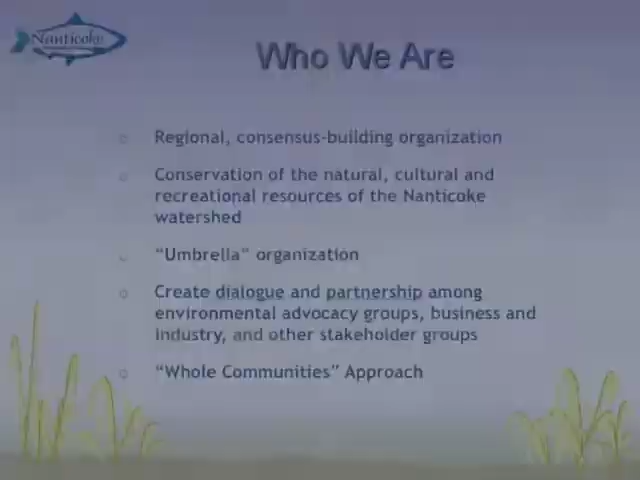 Nanticoke
Who We Are
Regional, consensus-building organization
Conservation of the natural, cultural and
recreational resources of the Nanticoke
watershed
“Umbrella” organization
Create dialogue and partnership among
environmental advocacy groups, business and
industry, and other stakeholder groups
“Whole Communities” Approach